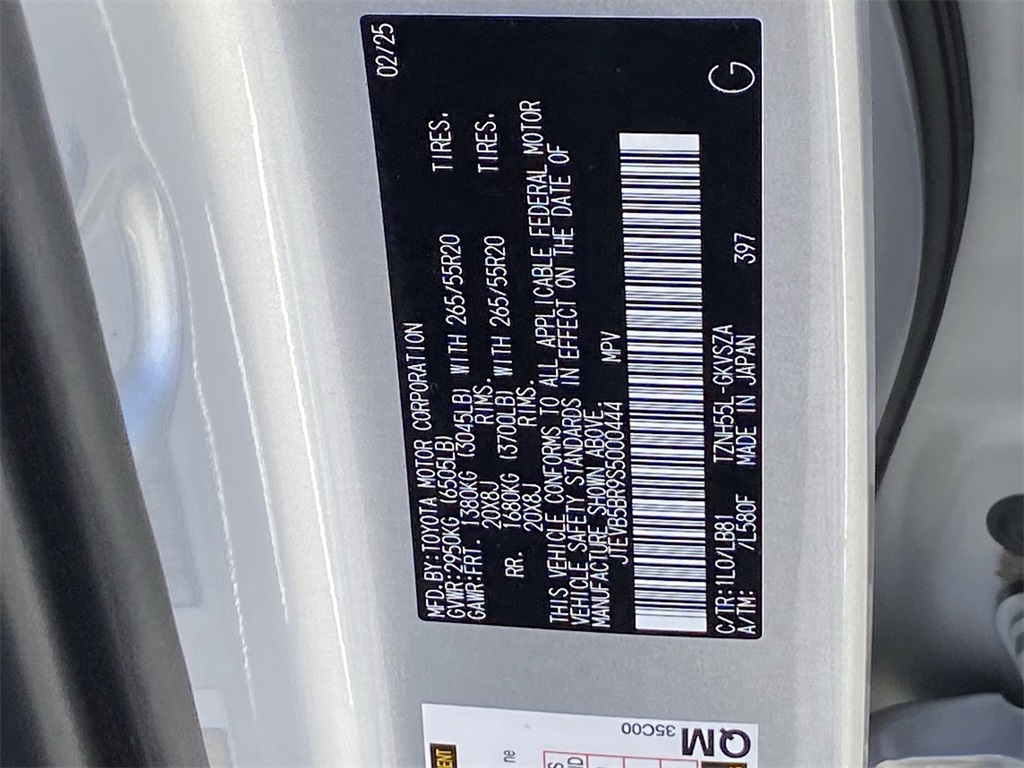 MFD.BY:TOYOTA MOTOR CORPORATION 02/25
GVWR:2950KG (6505LB)
GAWR:FRT. 1380KG (3045LB) WITH 265/55R20 TIRES.
20X8J RIMS.
RR. 1680KG (3700LB) WITH 265/55R20 TIRES.
20X8J RIMS.
THIS VEHICLE CONFORMS TO ALL APPLICABLE FEDERAL MOTOR
VEHICLE SAFETY STANDARDS IN EFFECT ON THE DATE OF
MANUFACTURE SHOWN ABOVE.
JTEVB5BR9S5000444 MPV
C/TR:1L0/LB81 TZNH55L-GKVSZA
A/TM: /L580F MADE IN JAPAN 397 G
QM
35C00
ENT
ne